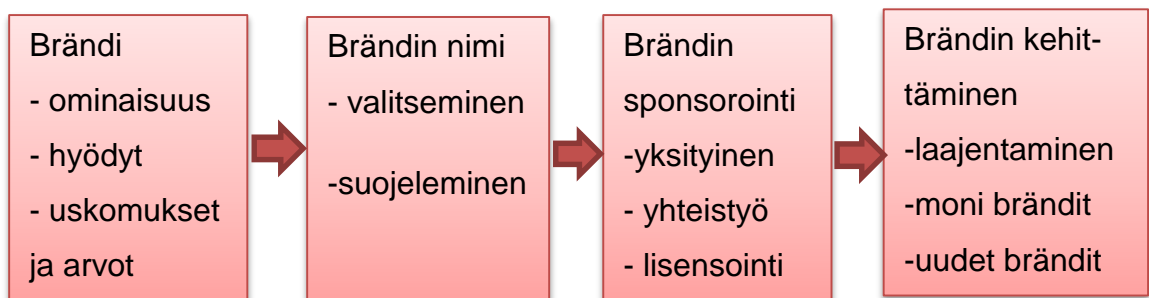 Brändi
- ominaisuus
- hyödyt
- uskomukset
ja arvot
Brändin nimi
- valitseminen
-suojeleminen
Brändin
sponsorointi
-yksityinen
- yhteistyö
- lisensointi
Brändin kehit-
täminen
-laajentaminen
-moni brändit
-uudet brändit